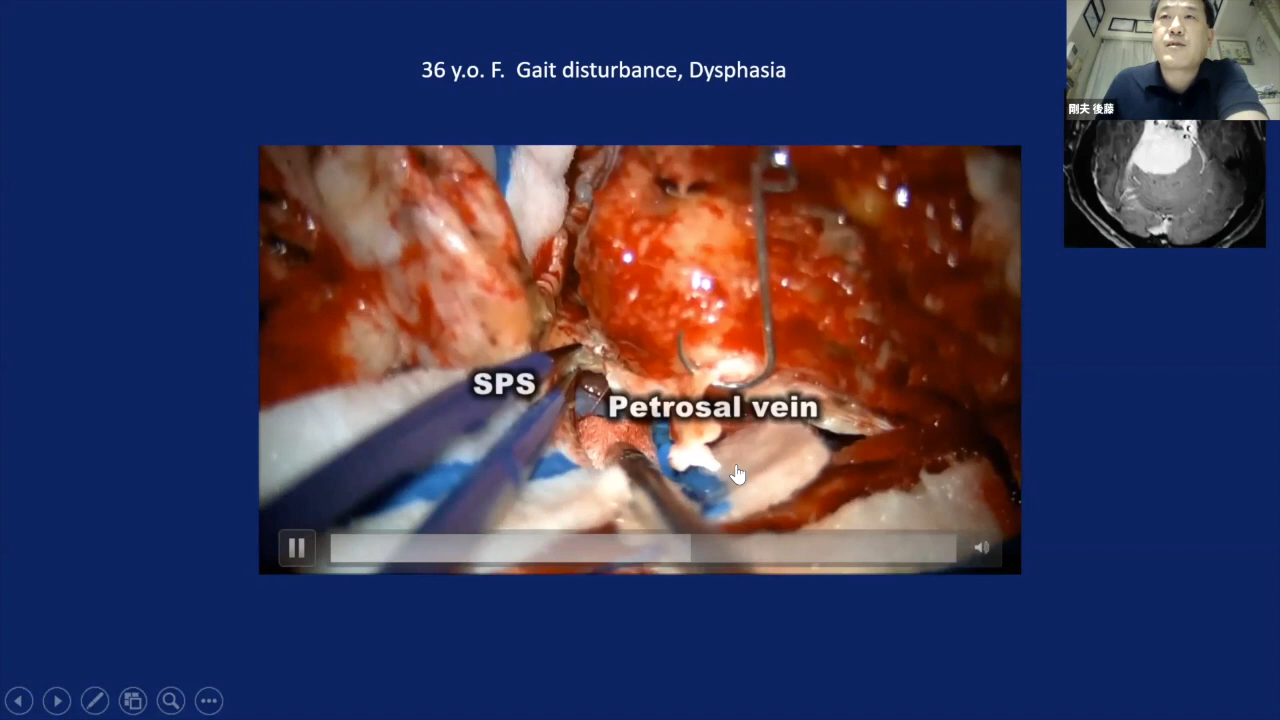 36 y.o. F. Gait disturbance, Dysphasia
剛夫 後藤
SPS
Petrosal vein